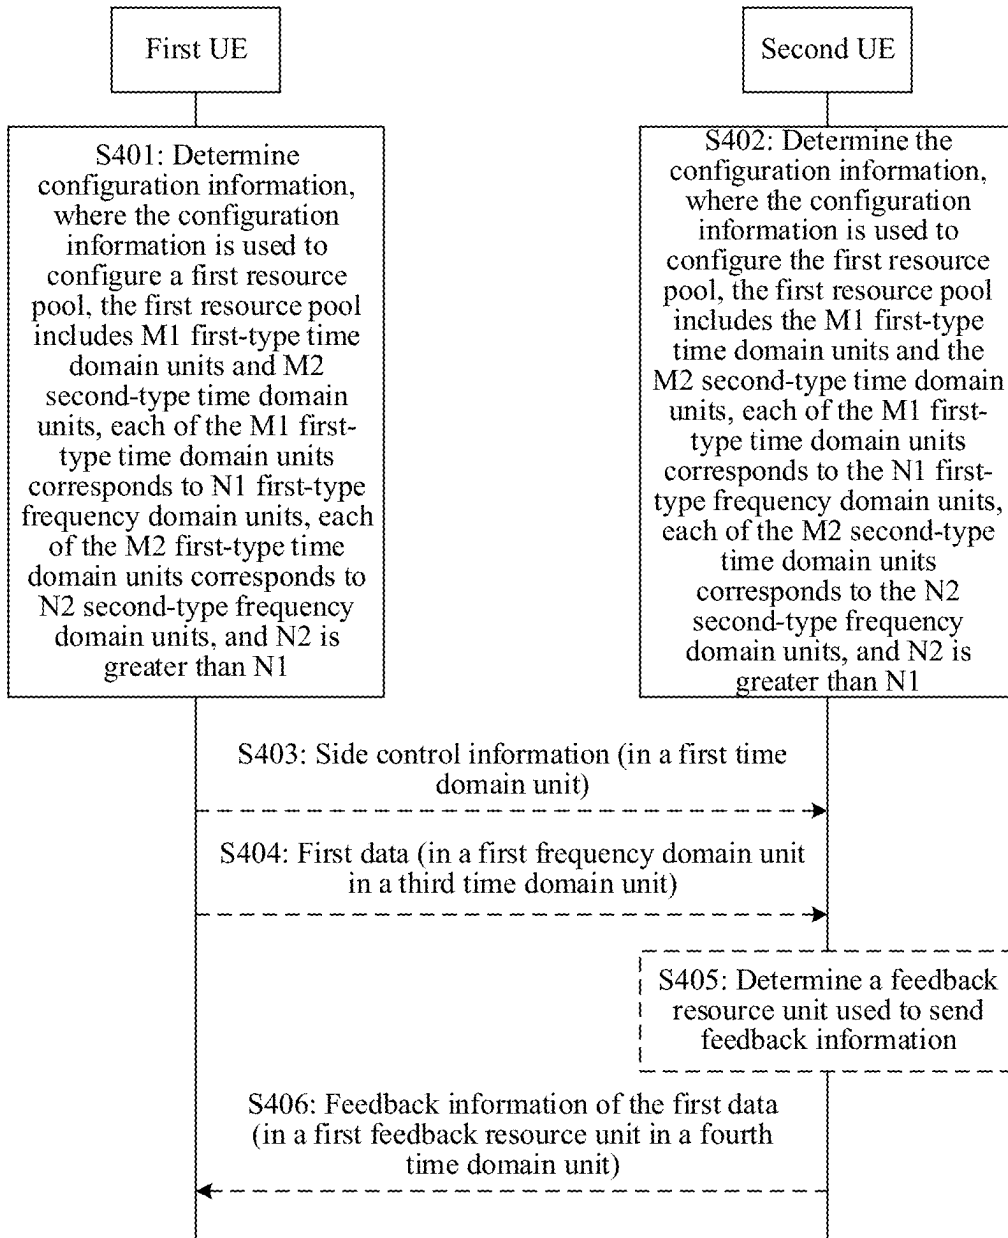 First UE
Second UE
S401: Determine
configuration information,
where the configuration
information is used to
configure a first resource
pool, the first resource pool
includes M1 first-type time
domain units and M2
second-type time domain
units, each of the M1 first-
type time domain units
corresponds to N1 first-type
frequency domain units, each
of the M2 first-type time
domain units corresponds to
N2 second-type frequency
domain units, and N2 is
greater than N1
S402: Determine the
configuration information,
where the configuration
information is used to
configure the first resource
pool, the first resource pool
includes the M1 first-type
time domain units and the
M2 second-type time domain
units, each of the M1 first-
type time domain units
corresponds to the N1 first-
type frequency domain units,
each of the M2 second-type
time domain units
corresponds to the N2
second-type frequency
domain units, and N2 is
greater than N1
S403: Side control information (in a first time
domain unit)
S404: First data (in a first frequency domain unit
in a third time domain unit)
S405: Determine a feedback
resource unit used to send
feedback information
S406: Feedback information of the first data
(in a first feedback resource unit in a fourth
time domain unit)